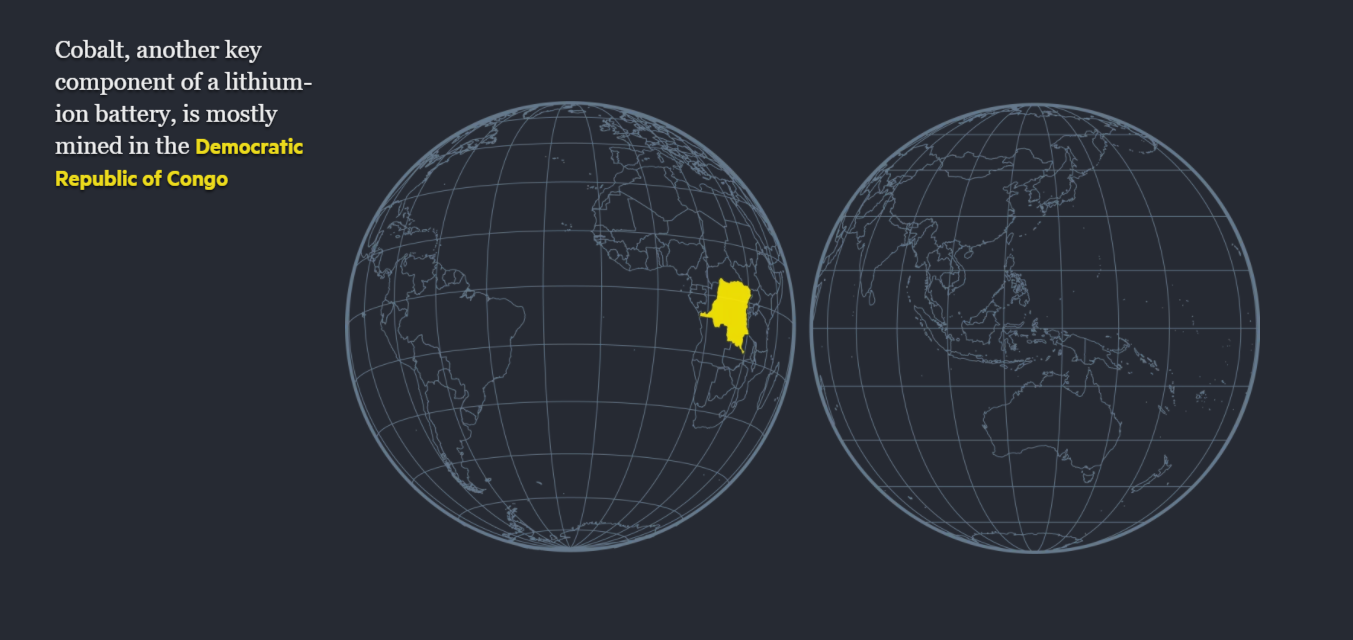 Cobalt, another key
component of a lithium-
ion battery, is mostly
mined in the Democratic
Republic of Congo